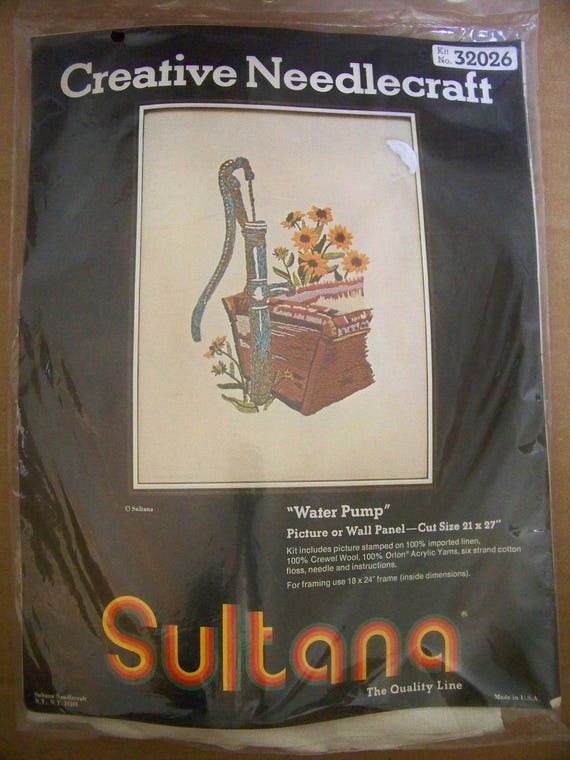 Kit
No. 32026
Creative Needlecraft
© Sultana
"Water Pump"
Picture or Wall Panel—Cut Size 21 x 27"
Kit includes picture stamped on 100% imported linen,
100% Crewel Wool, 100% Orlon® Acrylic Yarns, six strand cotton
floss, needle and instructions.
For framing use 18 x 24" frame (inside dimensions).
Sultana®
The Quality Line
Sultana Needlecraft
N.Y., N.Y.
Made in U.S.A.